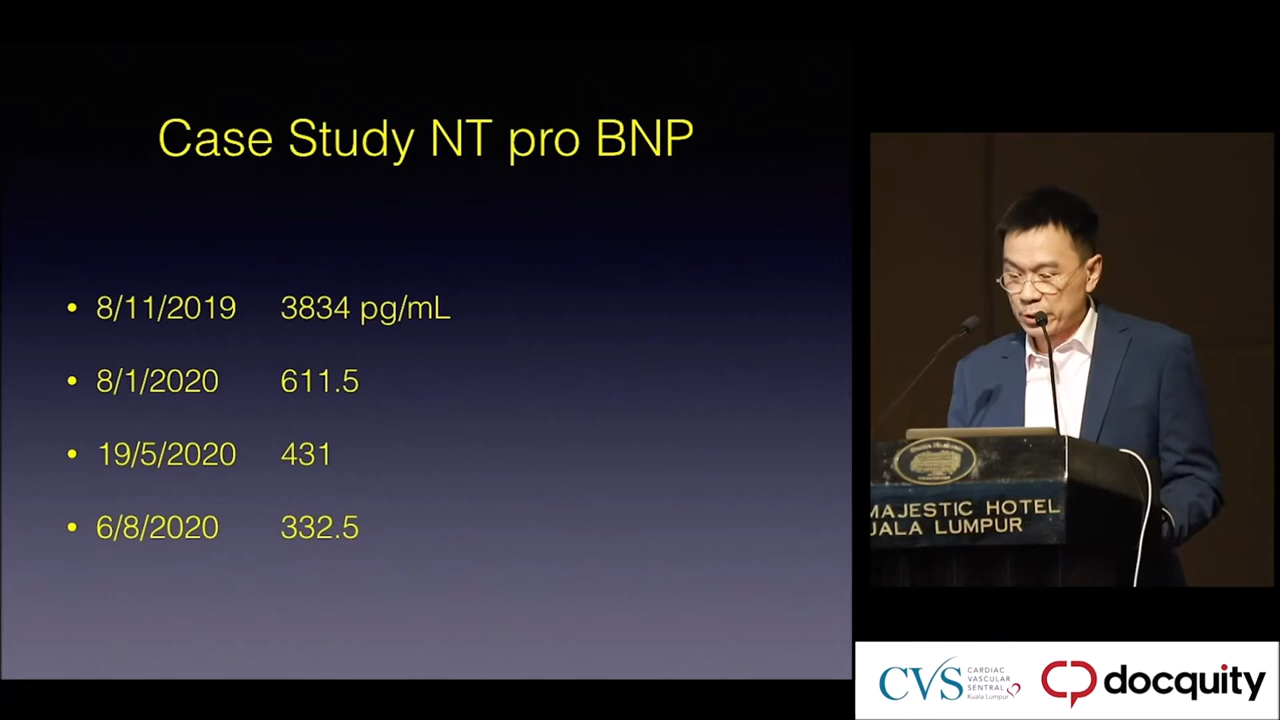 Case Study NT pro BNP
• 8/11/2019 3834 pg/mL
• 8/1/2020 611.5
• 19/5/2020 431
• 6/8/2020 332.5
MAJESTIC HOTEL
UALA LUMPUR
CVS
CARDIAC
VASCULAR
SENTRAL
Kuala Lumpur
docquity